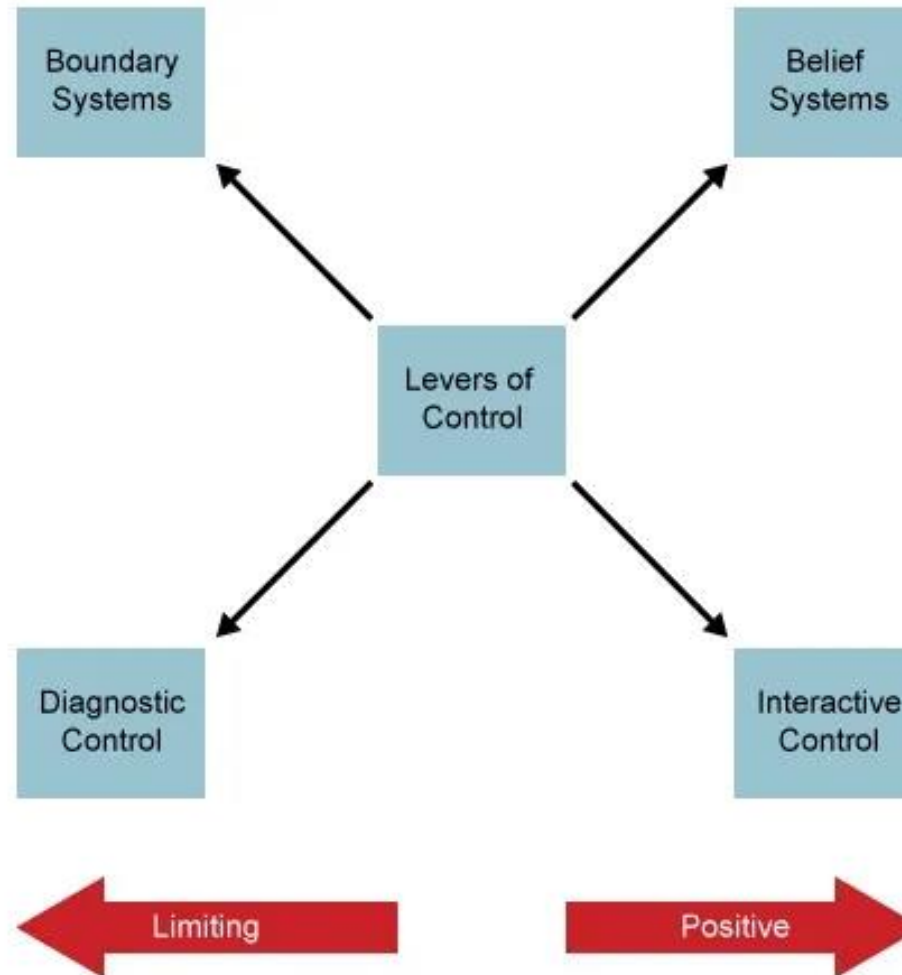 Boundary
Systems
Belief
Systems
Levers of
Control
Diagnostic
Control
Interactive
Control
Limiting
Positive